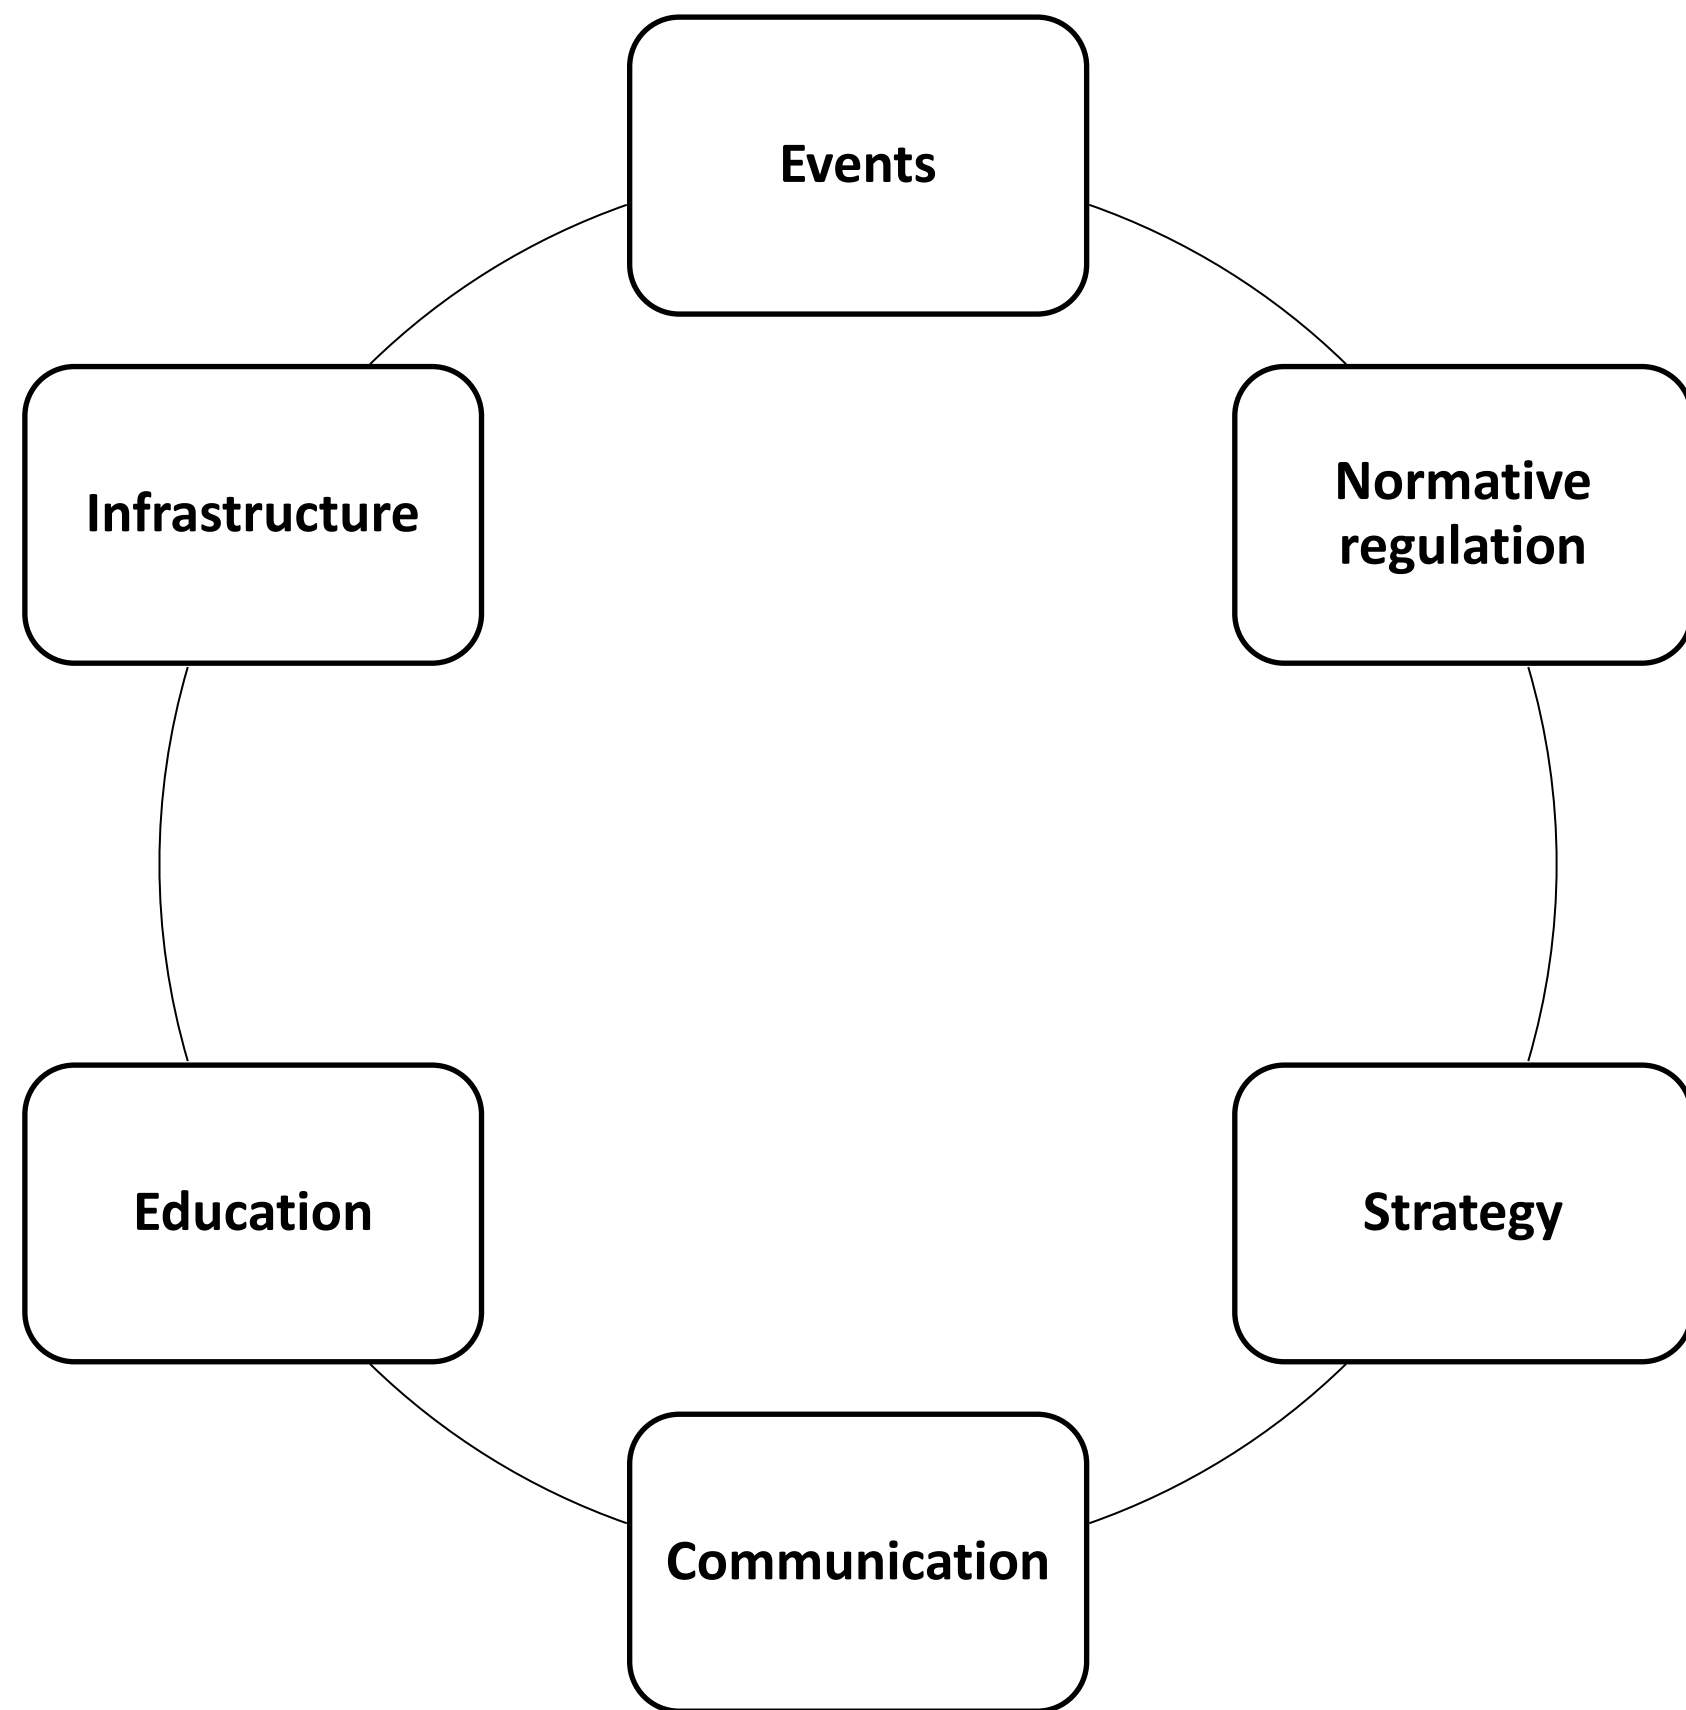 Events
Normative
regulation
Strategy
Communication
Education
Infrastructure